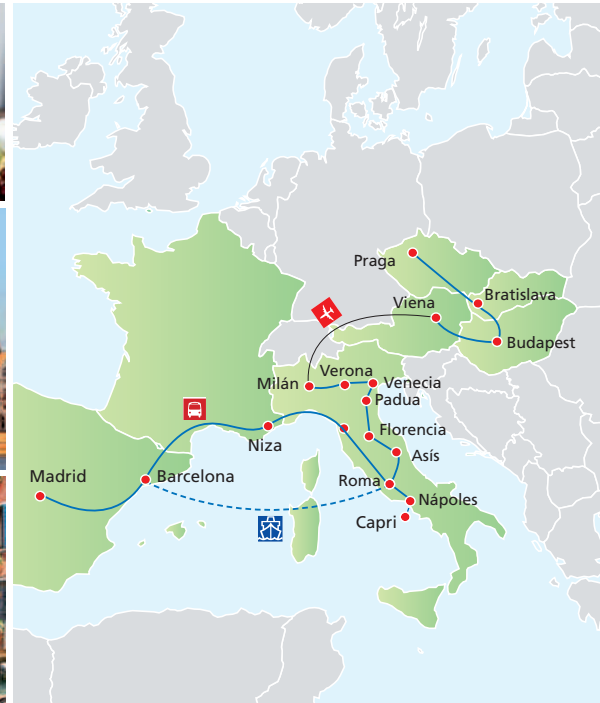 Praga
Viena
Bratislava
Budapest
Verona
Milán
Venecia
Padua
Niza
Florencia
Asís
Madrid
Barcelona
Roma
Nápoles
Capri